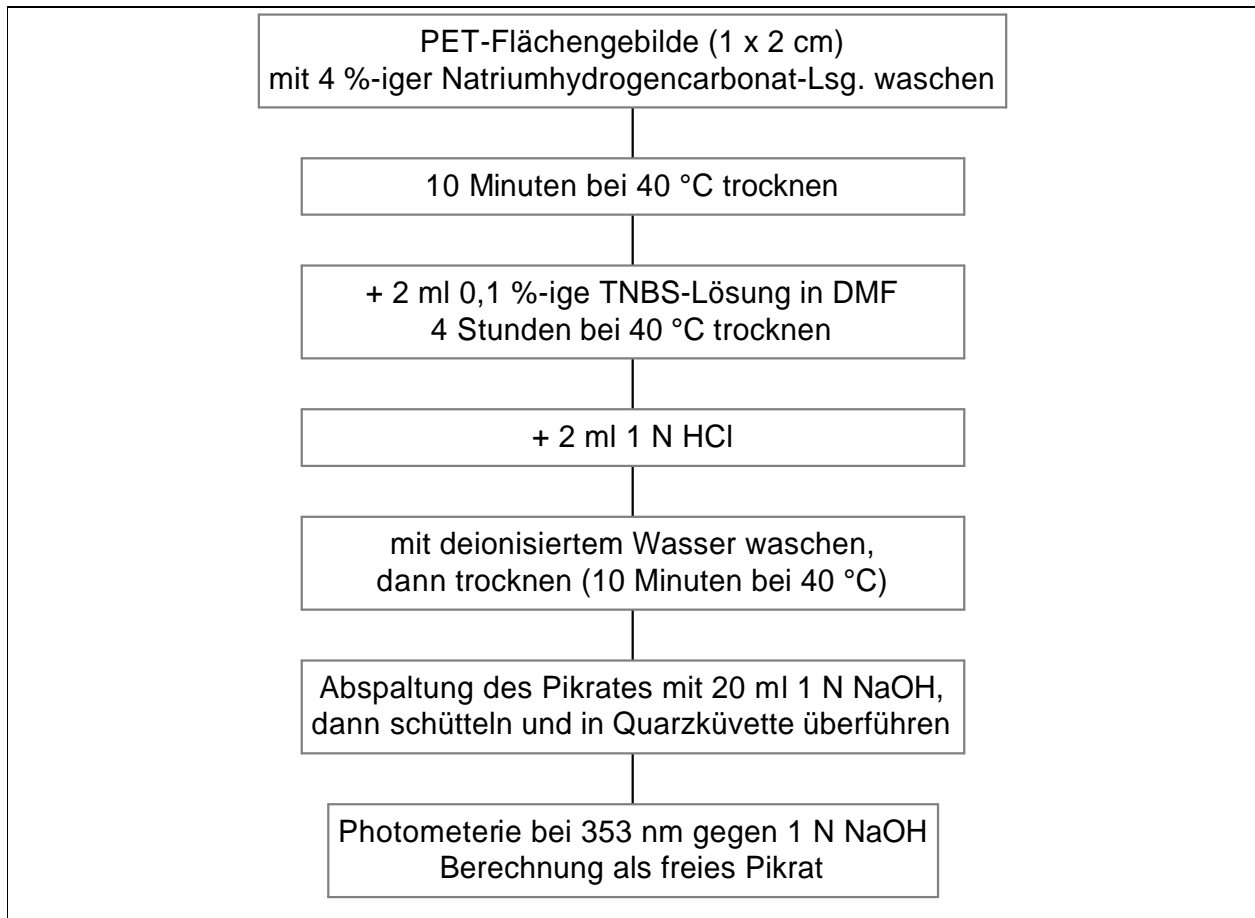 PET-Flächengebilde (1 x 2 cm)
mit 4 %-iger Natriumhydrogencarbonat-Lsg. waschen
10 Minuten bei 40 °C trocknen
+ 2 ml 0,1 %-ige TNBS-Lösung in DMF
4 Stunden bei 40 °C trocknen
+ 2 ml 1 N HCl
mit deionisiertem Wasser waschen,
dann trocknen (10 Minuten bei 40 °C)
Abspaltung des Pikrates mit 20 ml 1 N NaOH,
dann schütteln und in Quarzküvette überführen
Photometerie bei 353 nm gegen 1 N NaOH
Berechnung als freies Pikrat